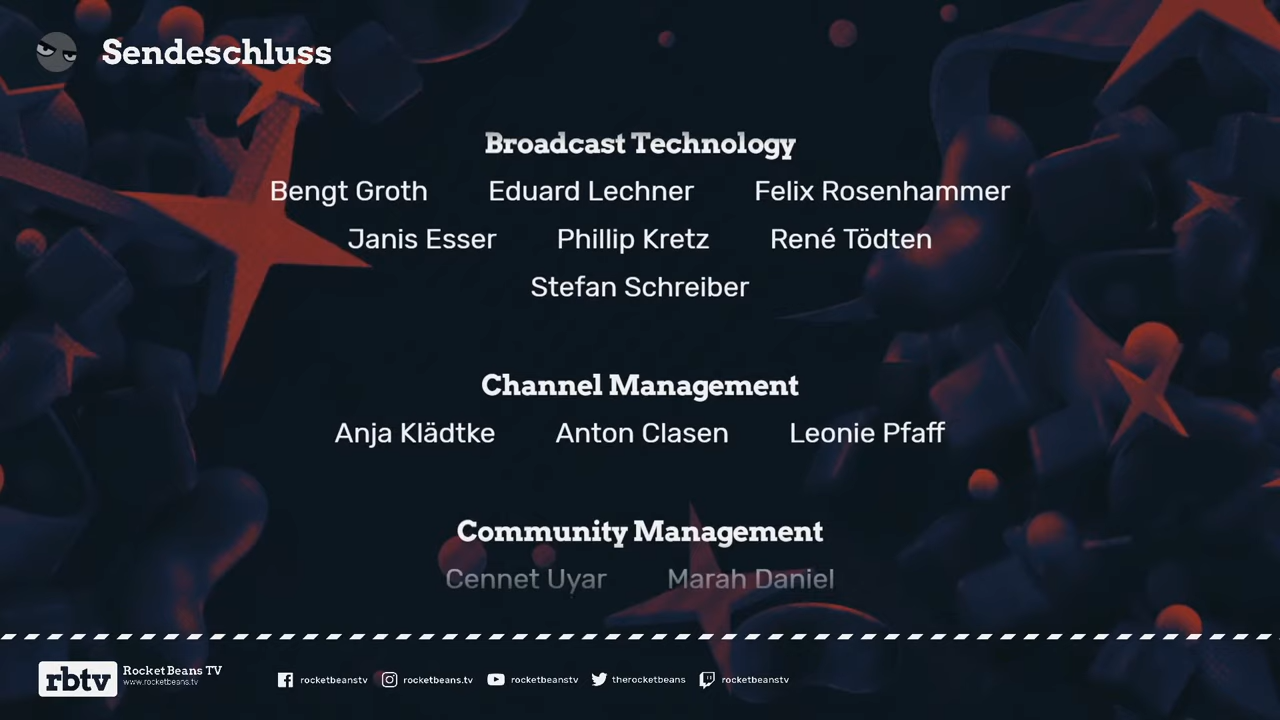 Sendeschluss
Broadcast Technology
Bengt Groth Eduard Lechner Felix Rosenhammer
Janis Esser Phillip Kretz René Tödten
Stefan Schreiber
Channel Management
Anja Klädtke Anton Clasen Leonie Pfaff
Community Management
Cennet Uyar Marah Daniel
rbtv Rocket Beans TV
www.rocketbeans.tv
rocketbeanstv rocketbeans.tv rocketbeanstv therocketbeans rocketbeanstv